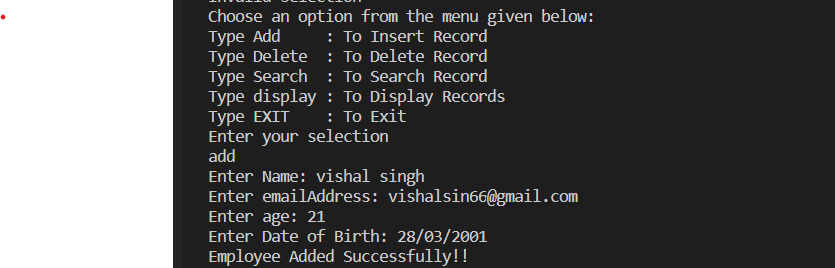 Invalid selection
Choose an option from the menu given below:
Type Add     : To Insert Record
Type Delete  : To Delete Record
Type Search  : To Search Record
Type display : To Display Records
Type EXIT    : To Exit
Enter your selection
add
Enter Name: vishal singh
Enter emailAddress: vishalsin66@gmail.com
Enter age: 21
Enter Date of Birth: 28/03/2001
Employee Added Successfully!!